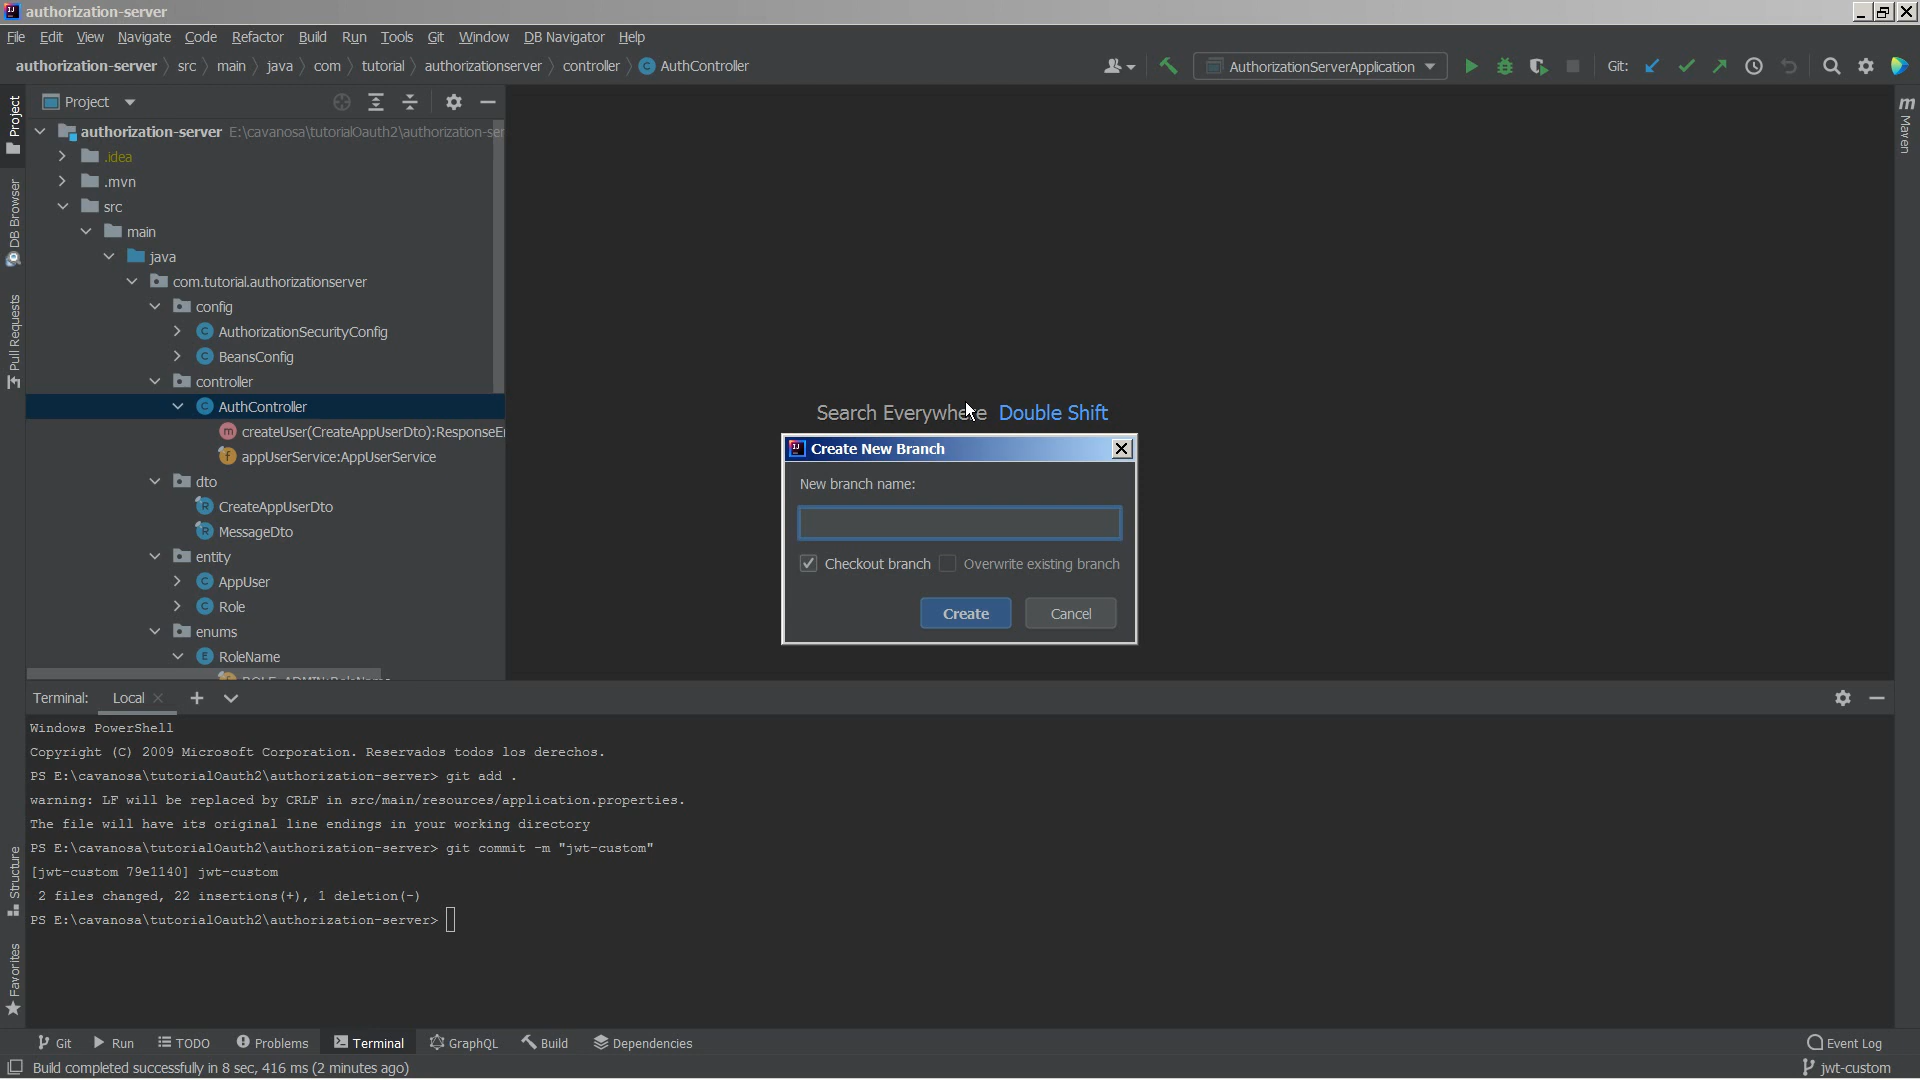 authorization-server
File Edit View Navigate Code Refactor Build Run Tools Git Window DB Navigator Help
authorization-server src main java com tutorial authorizationserver controller AuthController
AuthorizationServerApplication
Git:
Project
authorization-server E:\cavanosa\tutorialOauth2\authorization-ser
.idea
.mvn
src
main
java
com.tutorial.authorizationserver
config
AuthorizationSecurityConfig
BeansConfig
controller
AuthController
createUser(CreateAppUserDto):ResponseE
appUserService:AppUserService
dto
CreateAppUserDto
MessageDto
entity
AppUser
Role
enums
RoleName
Project
DB Browser
Pull Requests
Structure
Favorites
Maven
Search Everywhere Double Shift
Create New Branch
New branch name:
Checkout branch Overwrite existing branch
Create Cancel
Terminal: Local
Windows PowerShell
Copyright (C) 2009 Microsoft Corporation. Reservados todos los derechos.
PS E:\cavanosa\tutorialOauth2\authorization-server> git add .
warning: LF will be replaced by CRLF in src/main/resources/application.properties.
The file will have its original line endings in your working directory
PS E:\cavanosa\tutorialOauth2\authorization-server> git commit -m "jwt-custom"
[jwt-custom 79e1140] jwt-custom
2 files changed, 22 insertions(+), 1 deletion(-)
PS E:\cavanosa\tutorialOauth2\authorization-server>
Git Run TODO Problems Terminal GraphQL Build Dependencies Event Log
Build completed successfully in 8 sec, 416 ms (2 minutes ago) jwt-custom